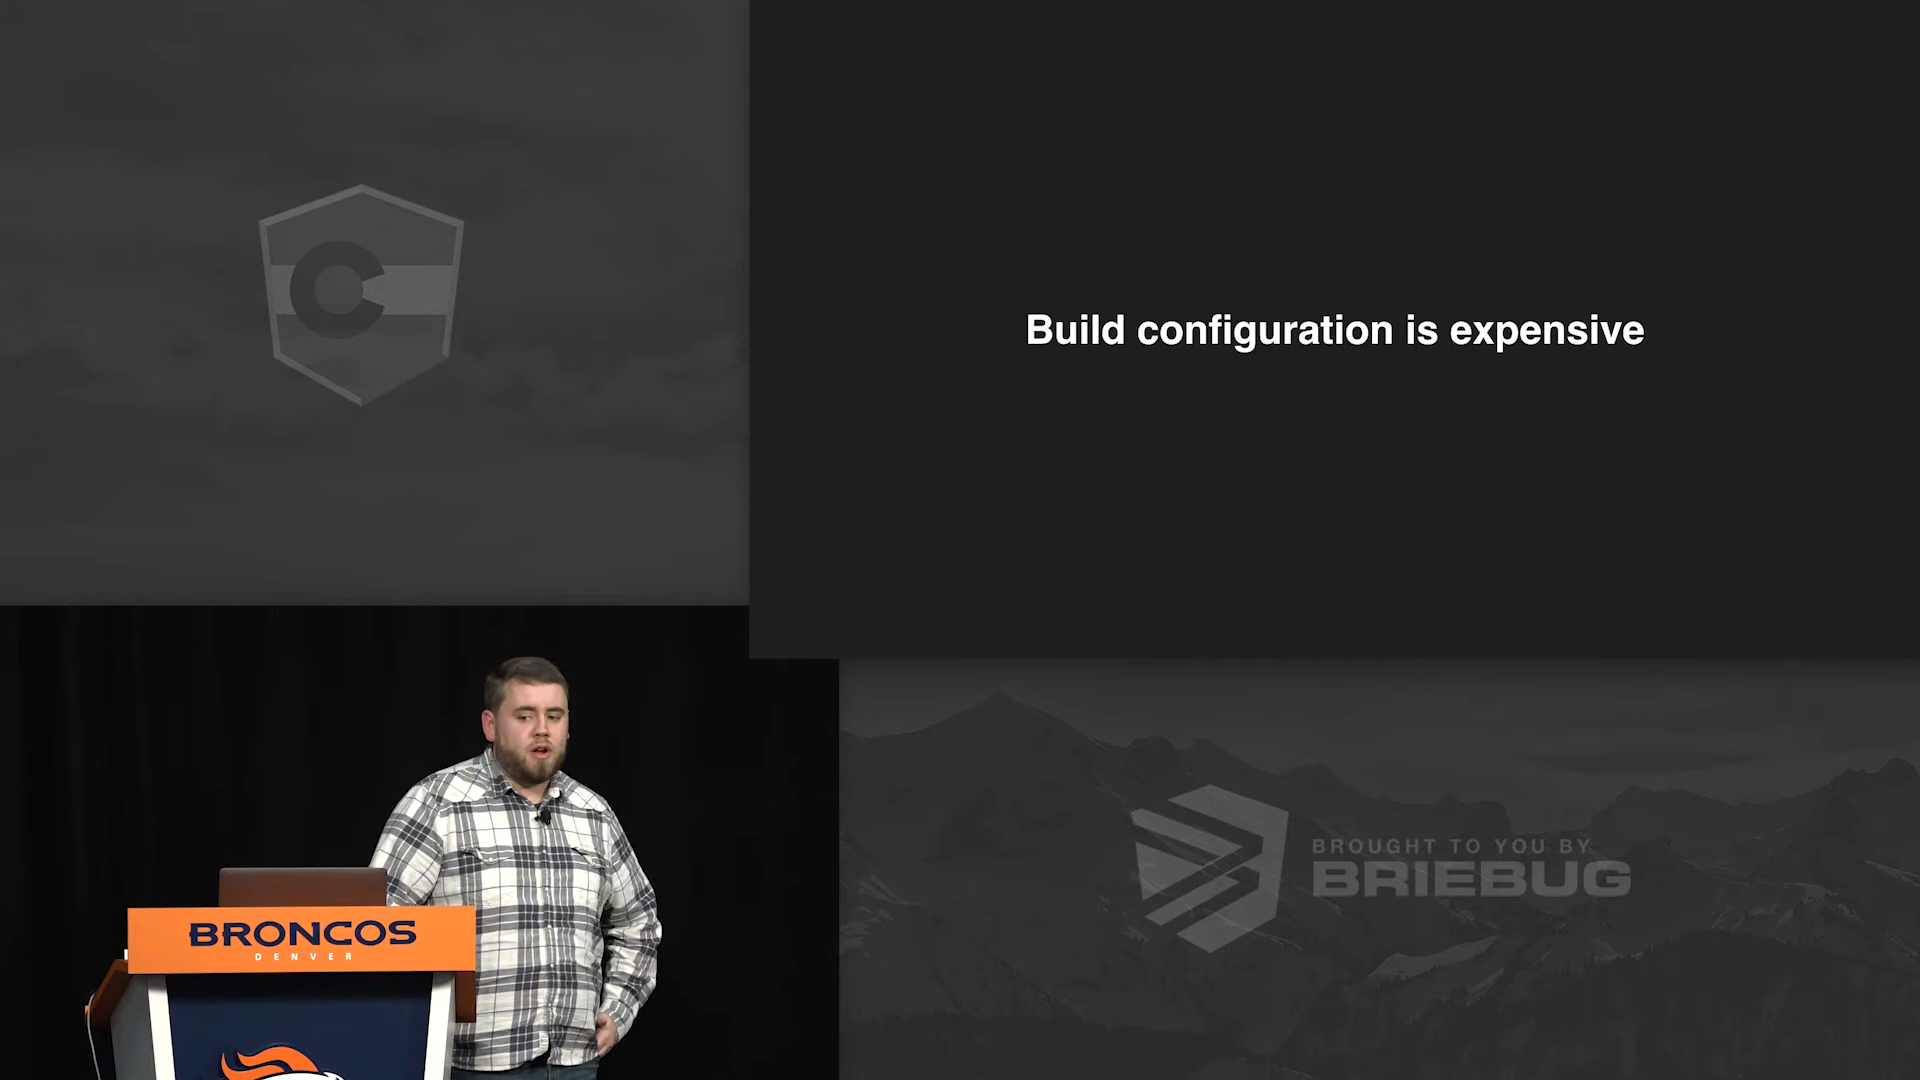 Build configuration is expensive
BROUGHT TO YOU BY
BRIEBUG
BRONCOS
DENVER